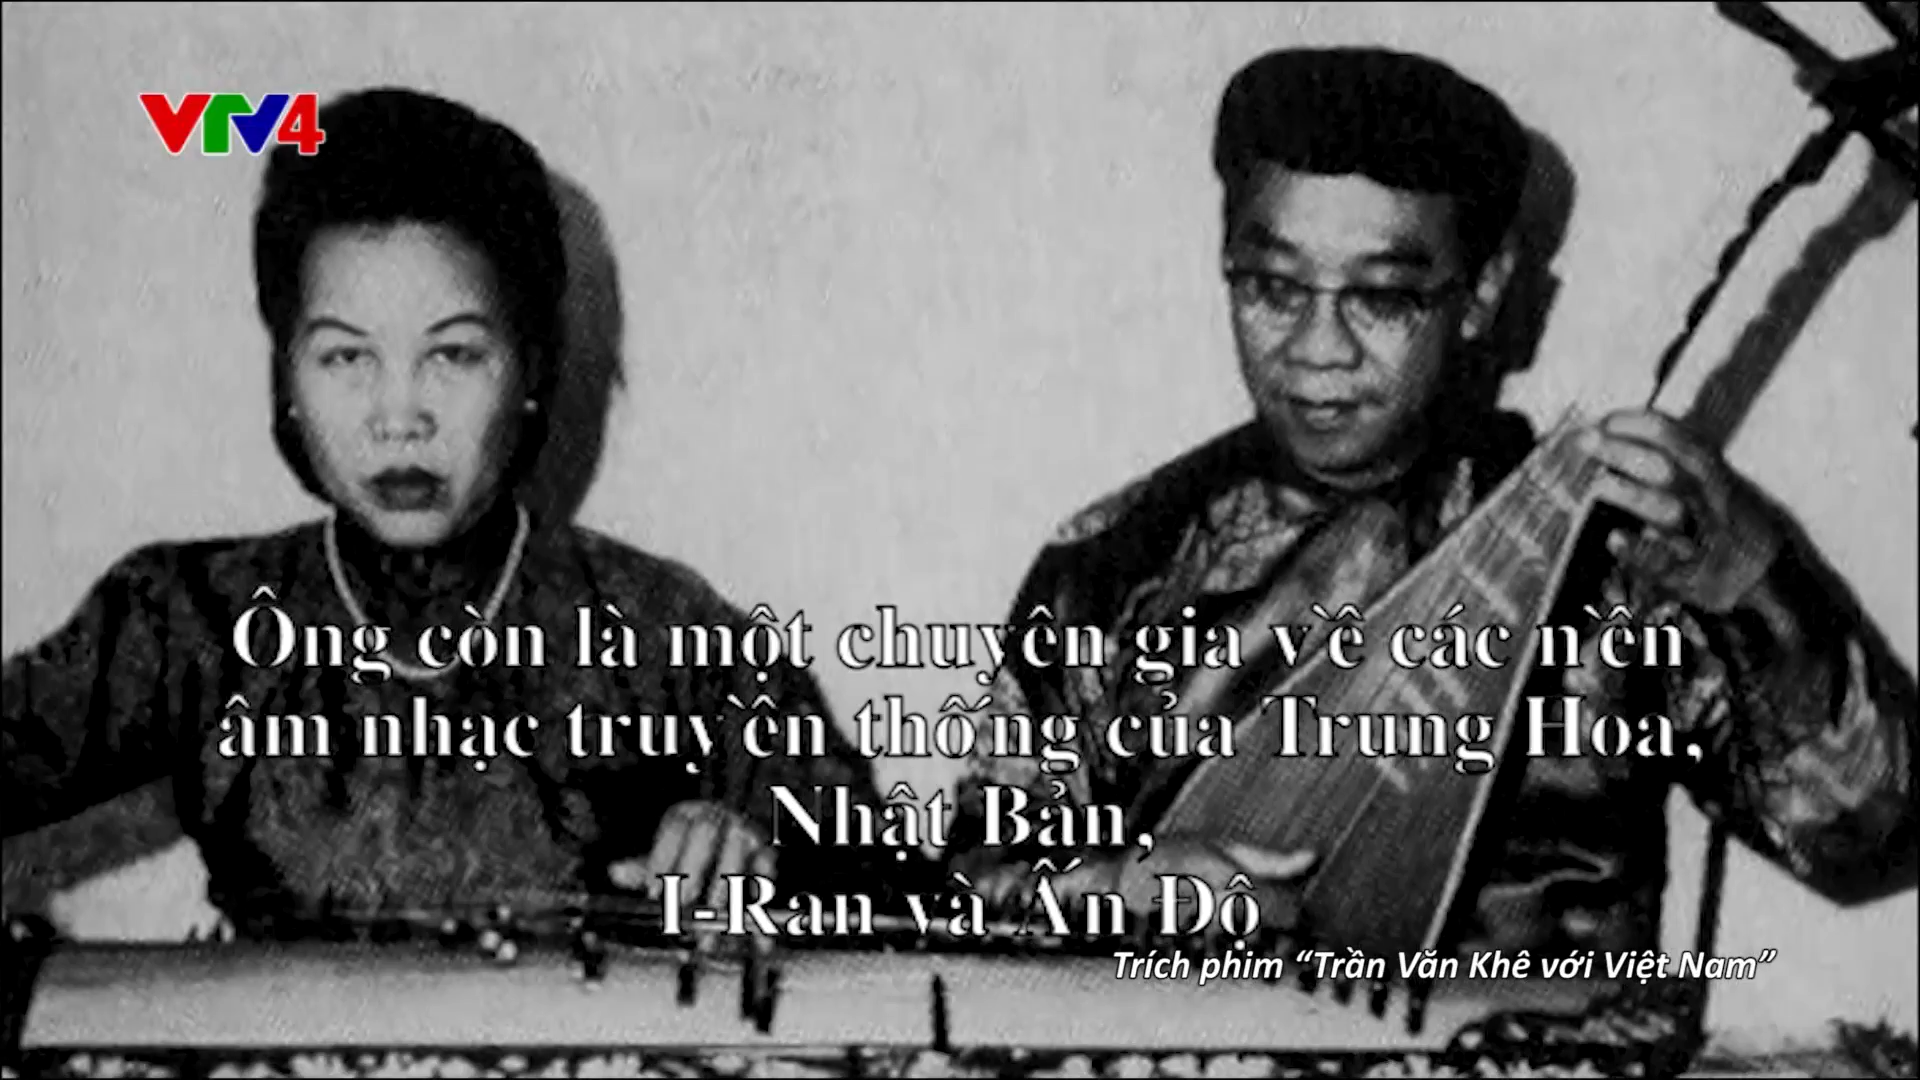 VTV4
Ông còn là một chuyên gia về các nền
âm nhạc truyền thống của Trung Hoa,
Nhật Bản,
I-Ran và Ấn Độ
Trích phim “Trần Văn Khê với Việt Nam”